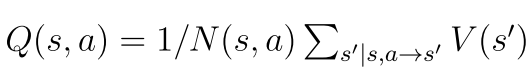 Q(s, a) = 1/N(s, a) ∑_{s′|s,a→s′} V(s′)